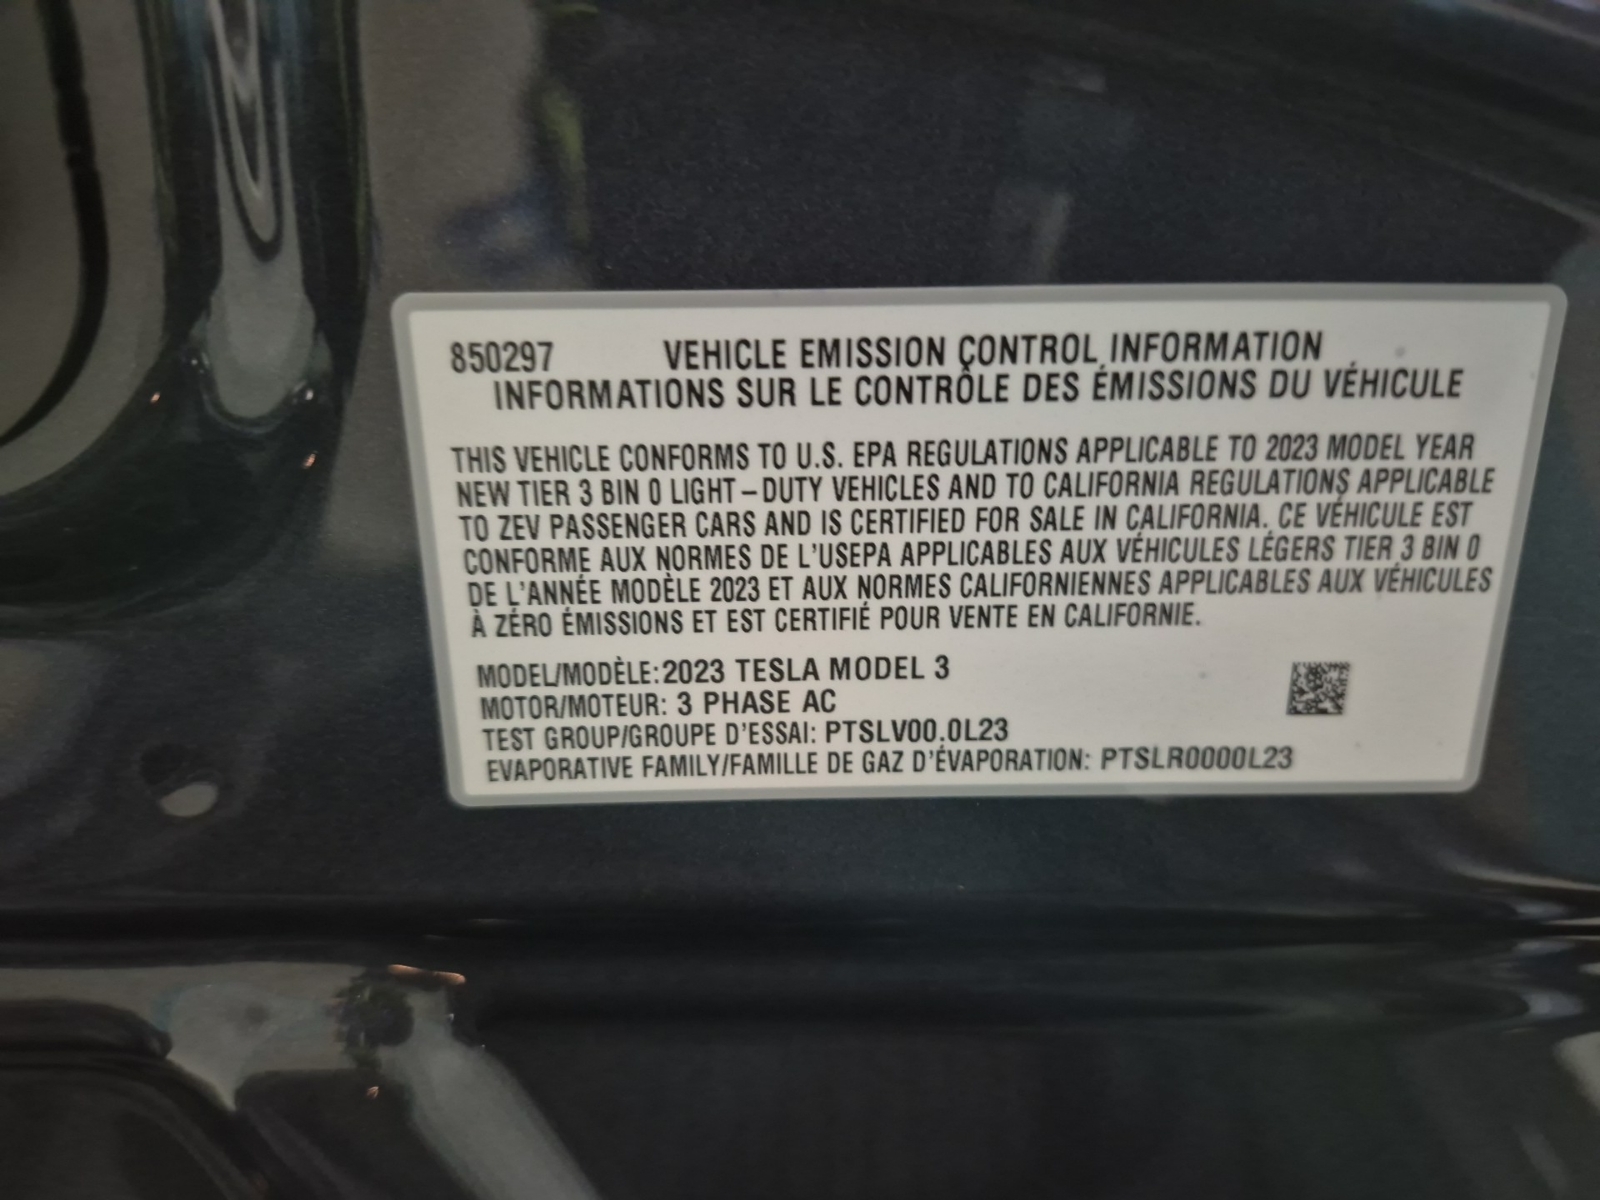 850297 VEHICLE EMISSION CONTROL INFORMATION
INFORMATIONS SUR LE CONTRÔLE DES ÉMISSIONS DU VÉHICULE
THIS VEHICLE CONFORMS TO U.S. EPA REGULATIONS APPLICABLE TO 2023 MODEL YEAR
NEW TIER 3 BIN 0 LIGHT-DUTY VEHICLES AND TO CALIFORNIA REGULATIONS APPLICABLE
TO ZEV PASSENGER CARS AND IS CERTIFIED FOR SALE IN CALIFORNIA. CE VÉHICULE EST
CONFORME AUX NORMES DE L'USEPA APPLICABLES AUX VÉHICULES LÉGERS TIER 3 BIN 0
DE L'ANNÉE MODÈLE 2023 ET AUX NORMES CALIFORNIENNES APPLICABLES AUX VÉHICULES
À ZÉRO ÉMISSIONS ET EST CERTIFIÉ POUR VENTE EN CALIFORNIE.
MODEL/MODÈLE: 2023 TESLA MODEL 3
MOTOR/MOTEUR: 3 PHASE AC
TEST GROUP/GROUPE D'ESSAI: PTSLV00.0L23
EVAPORATIVE FAMILY/FAMILLE DE GAZ D'ÉVAPORATION: PTSLR0000L23